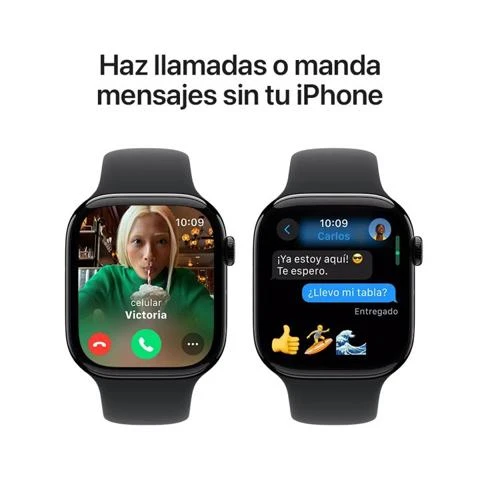 Haz llamadas o manda
mensajes sin tu iPhone
10:09
celular
Victoria
10:09
Carlos
¡Ya estoy aquí! 😎
Te espero.
¿Llevo mi tabla?
Entregado
👍🏄🌊